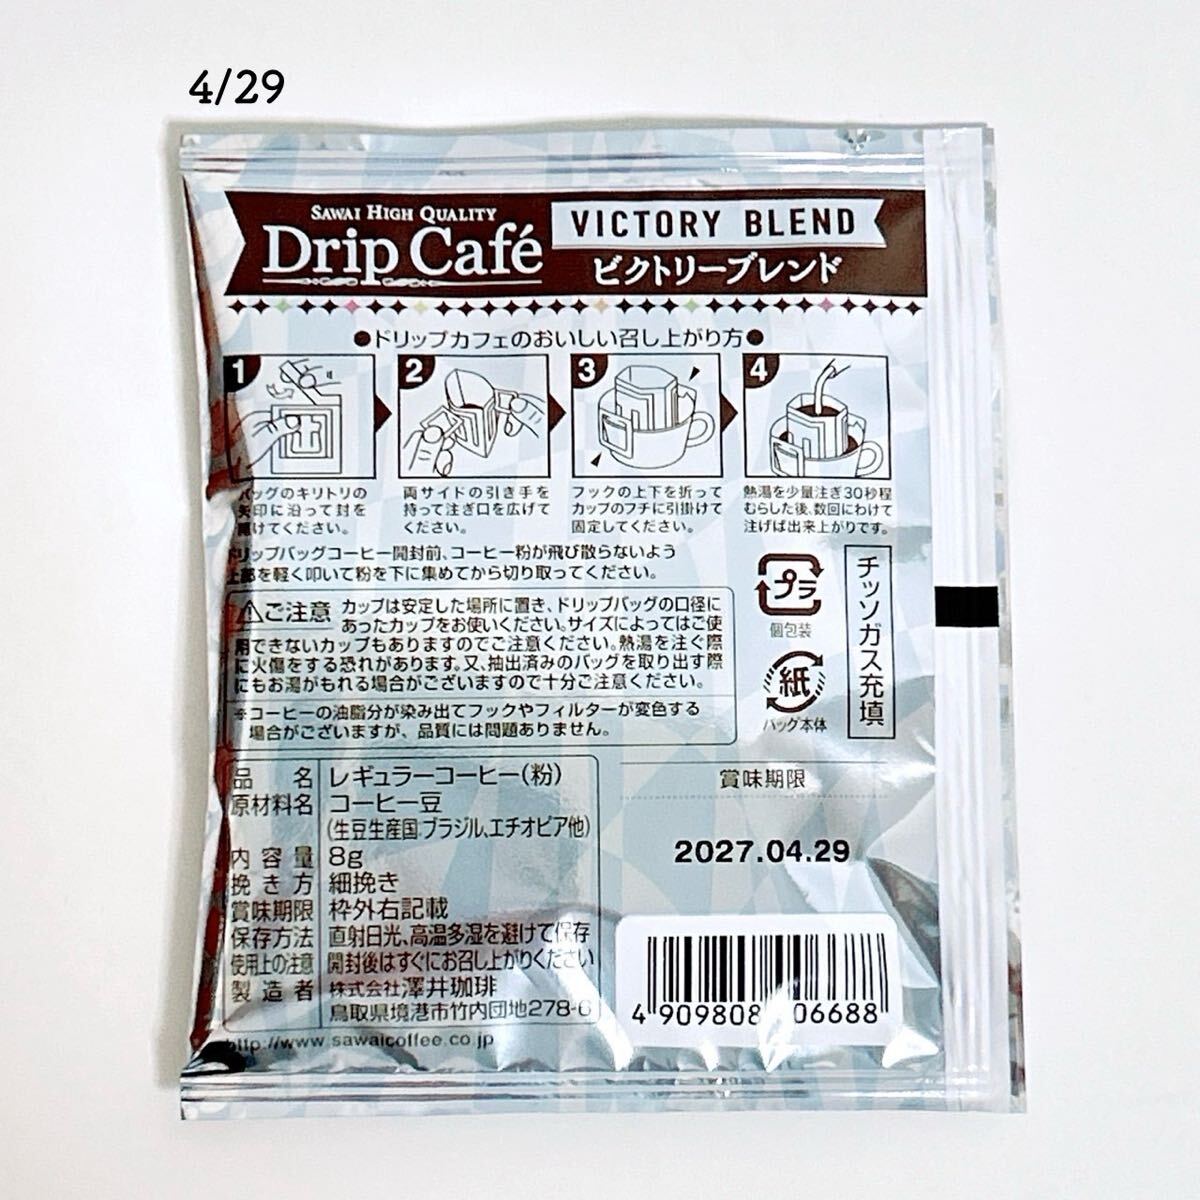 4/29
SAWAI HIGH QUALITY
Drip Café
VICTORY BLEND
ビクトリーブレンド
●ドリップカフェのおいしい召し上がり方●
1
2
3
4
バッグのキリトリの
矢印に沿って封を
開けてください。
両サイドの引き手を
持って注ぎ口を広げて
ください。
フックの上下を折って
カップのフチに引掛けて
固定してください。
熱湯を少量注ぎ30秒程
むらした後、数回にわけて
注げば出来上がりです。
ドリップバッグコーヒー開封前、コーヒー粉が飛び散らないよう
上部を軽く叩いて粉を下に集めてから切り取ってください。
⚠ご注意 カップは安定した場所に置き、ドリップバッグの口径に
あったカップをお使いください。サイズによってはご使
用できないカップもありますのでご注意ください。熱湯を注ぐ際
に火傷をする恐れがあります。又、抽出済みのバッグを取り出す際
にもお湯がもれる場合がございますので十分ご注意ください。
※コーヒーの油脂分が染み出てフックやフィルターが変色する
場合がございますが、品質には問題ありません。
プラ
個包装
紙
バッグ本体
チッソガス充填
品名 レギュラーコーヒー(粉)
原材料名 コーヒー豆
(生豆生産国 ブラジル、エチオピア他)
内容量 8g
挽き方 細挽き
賞味期限 枠外右記載
保存方法 直射日光、高温多湿を避けて保存
使用上の注意 開封後はすぐにお召し上がりください
製造者 株式会社澤井珈琲
鳥取県境港市竹内団地278-6
http://www.sawaicoffee.co.jp
賞味期限
2027.04.29
4 909808 06688